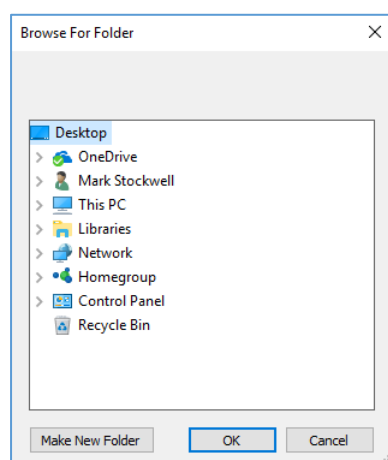 Browse For Folder
Desktop
OneDrive
Mark Stockwell
This PC
Libraries
Network
Homegroup
Control Panel
Recycle Bin
Make New Folder OK Cancel